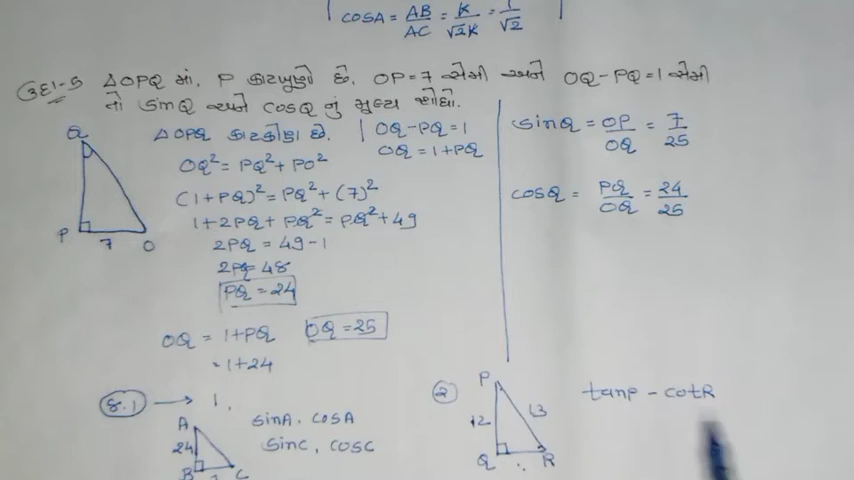 cosA = AB/AC = K/√2K = 1/√2
ઉદા-5 △OPQ માં, P કાટખૂણો છે, OP=7 સેમી અને OQ-PQ=1 સેમી
તો sinQ અને cosQ નું મૂલ્ય શોધો.
Q
P 7 O
△OPQ કાટકોણ છે.
OQ² = PQ² + PO²
(1+PQ)² = PQ² + (7)²
1+2PQ+PQ² = PQ²+49
2PQ = 49-1
2PQ = 48
PQ = 24
OQ-PQ=1
OQ = 1+PQ
OQ = 1+PQ
= 1+24
OQ = 25
sinQ = OP/OQ = 7/25
cosQ = PQ/OQ = 24/25
8.1 → 1.
A
24
B C
sinA, cosA
sinC, cosC
2
P
12 13
Q R
tanP - cotR